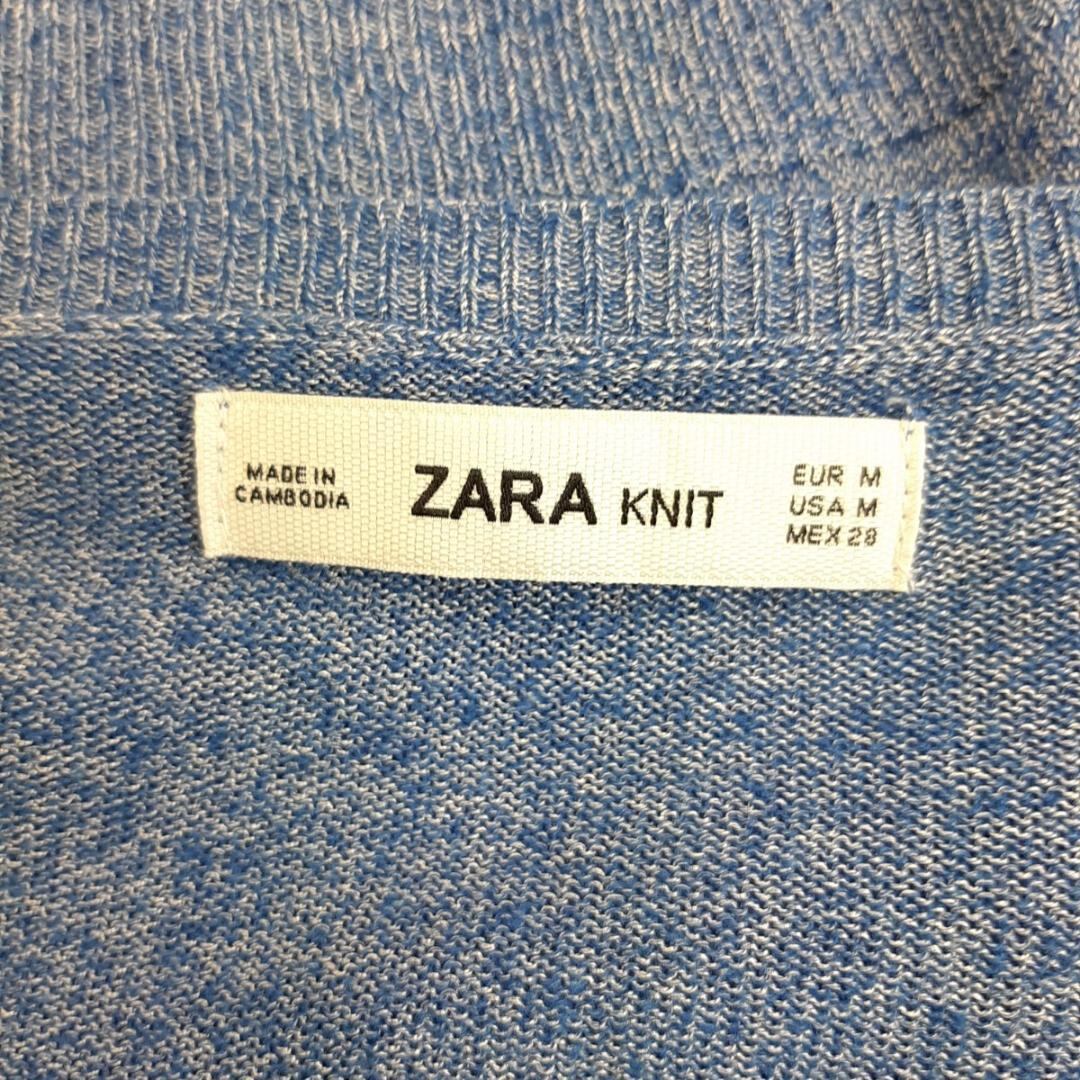 MADE IN
CAMBODIA
ZARA KNIT
EUR M
USA M
MEX 28